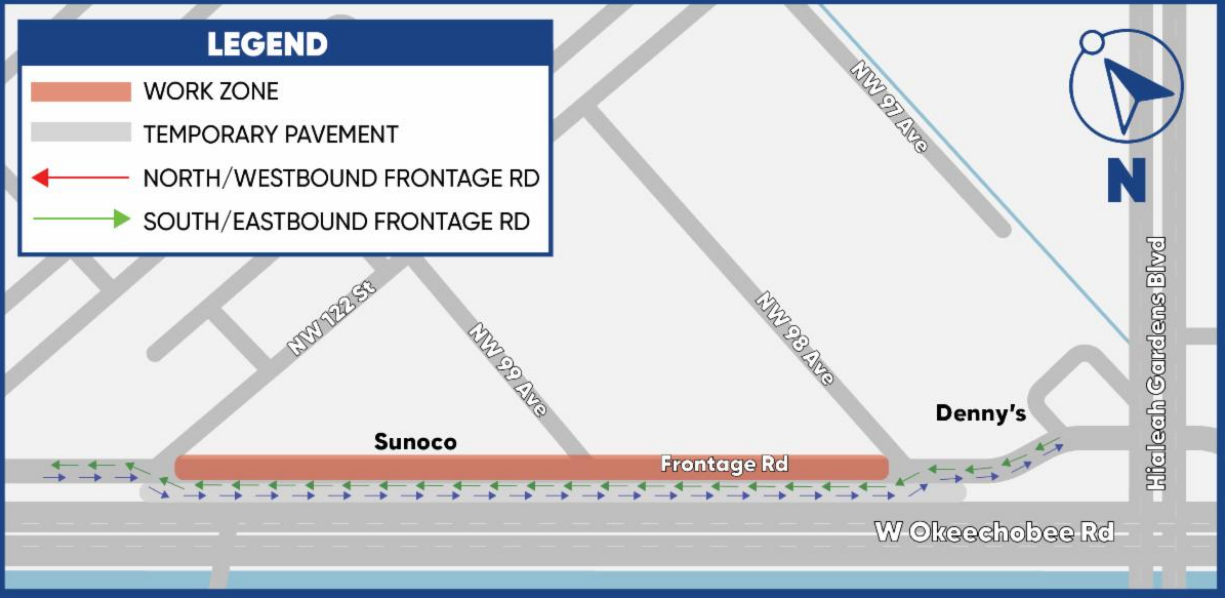 LEGEND
WORK ZONE
TEMPORARY PAVEMENT
NORTH/WESTBOUND FRONTAGE RD
SOUTH/EASTBOUND FRONTAGE RD
NW 97 Ave
N
Hialeah Gardens Blvd
NW 122 St
NW 99 Ave
NW 98 Ave
Denny's
Sunoco
Frontage Rd
W Okeechobee Rd